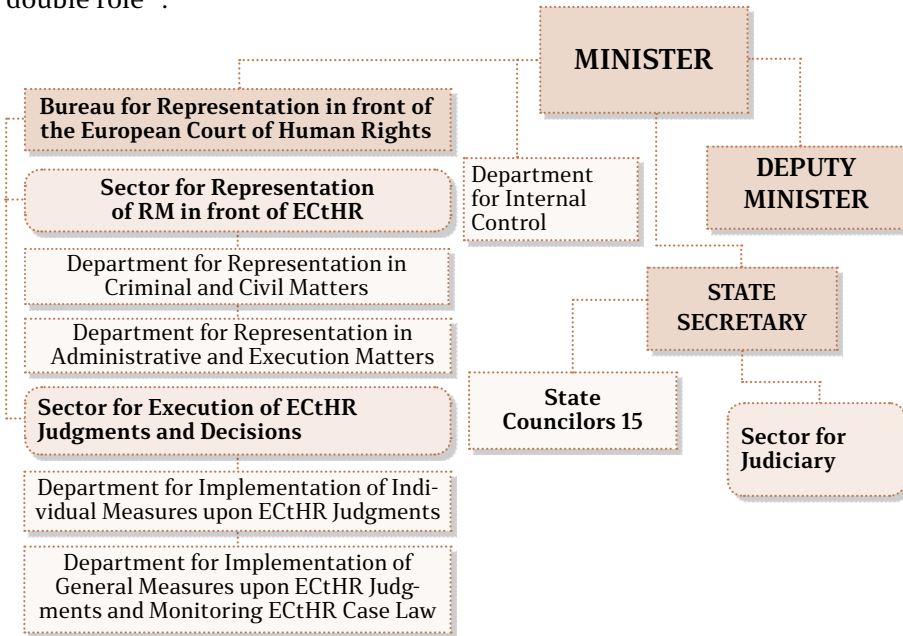 double role".
MINISTER
Bureau for Representation in front of
the European Court of Human Rights
Sector for Representation
of RM in front of ECtHR
Department for Representation in
Criminal and Civil Matters
Department for Representation in
Administrative and Execution Matters
Sector for Execution of ECtHR
Judgments and Decisions
Department for Implementation of Indi-
vidual Measures upon ECtHR Judgments
Department for Implementation of
General Measures upon ECtHR Judg-
ments and Monitoring ECtHR Case Law
Department
for Internal
Control
DEPUTY
MINISTER
STATE
SECRETARY
State
Councilors 15
Sector for
Judiciary